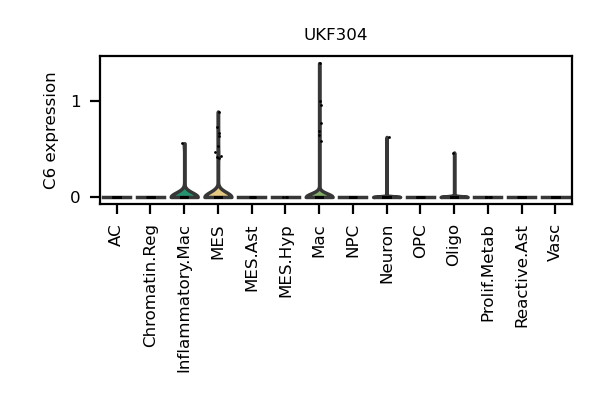 UKF304
C6 expression
1
0
AC
Chromatin.Reg
Inflammatory.Mac
MES
MES.Ast
MES.Hyp
Mac
NPC
Neuron
OPC
Oligo
Prolif.Metab
Reactive.Ast
Vasc